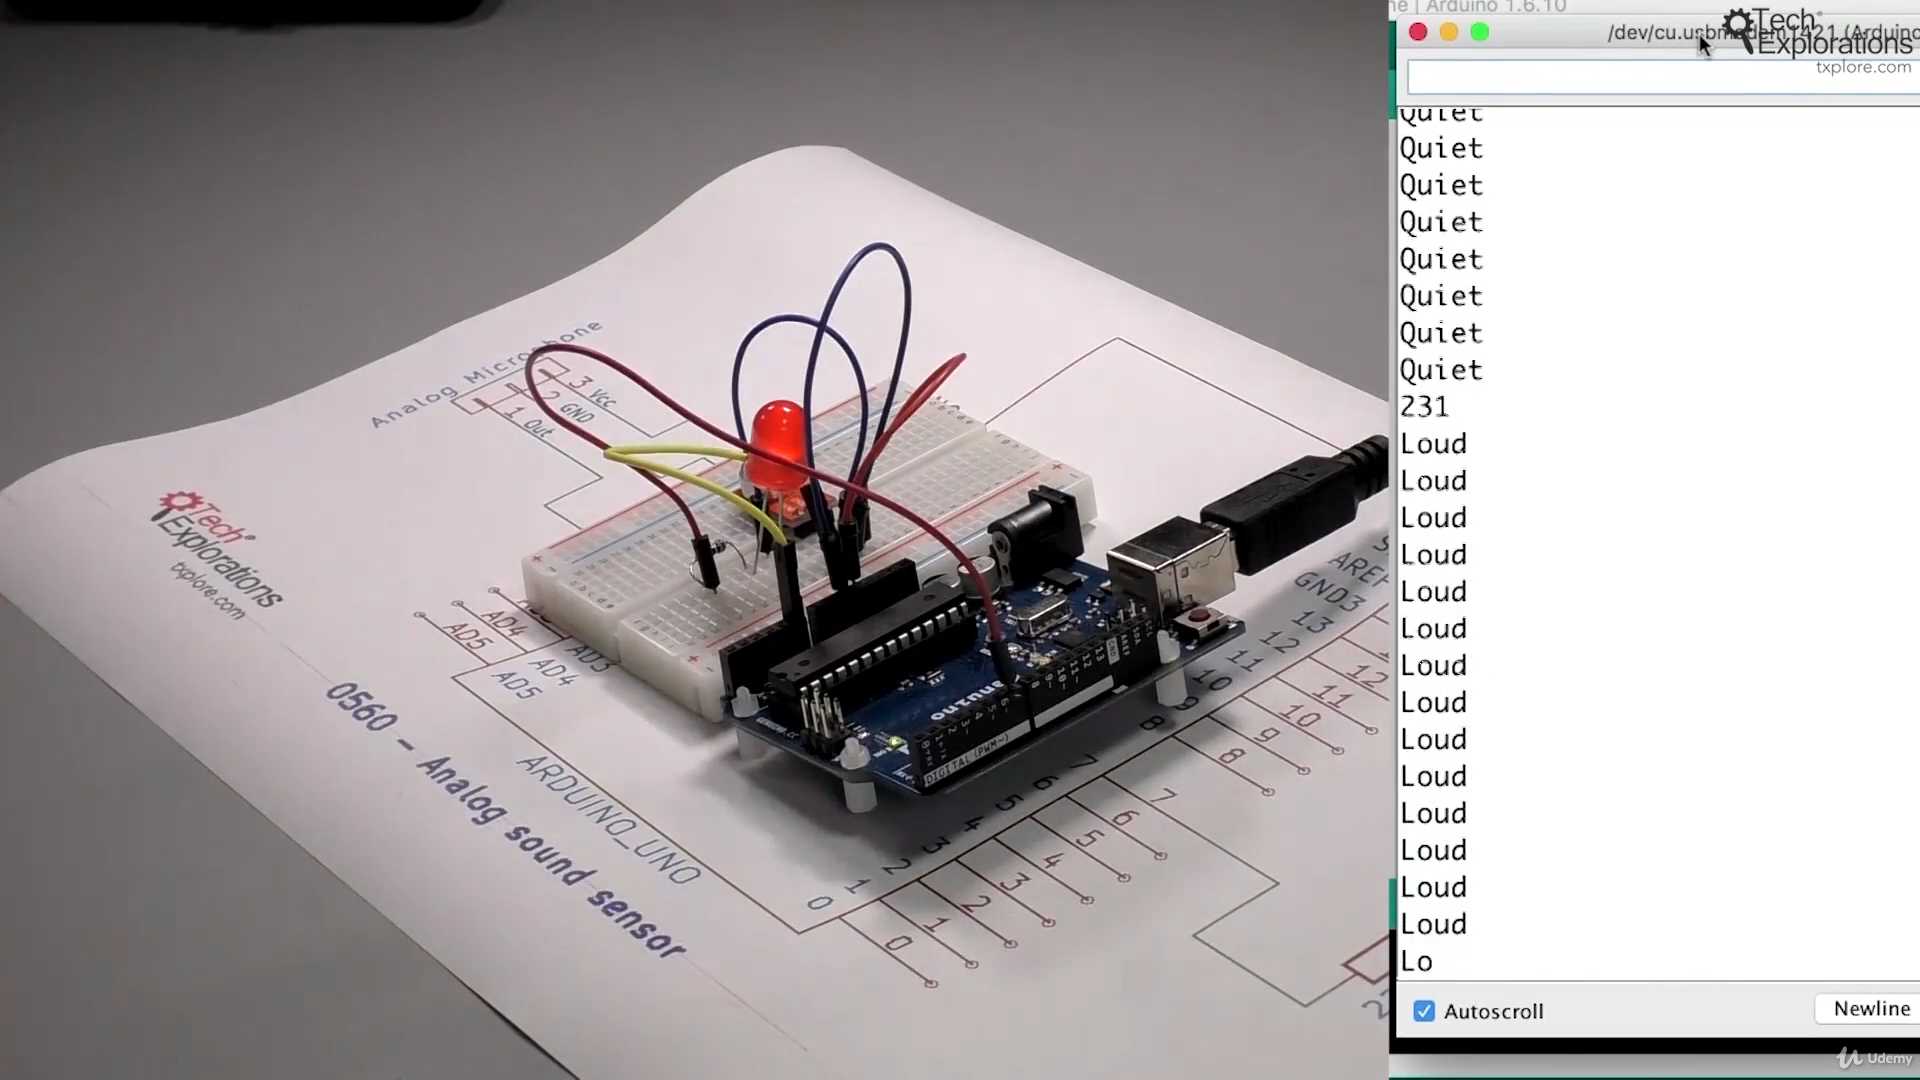 Arduino 1.6.10
/dev/cu.usbmodem1421 (Arduino
Tech
Explorations
txplore.com
Quiet
Quiet
Quiet
Quiet
Quiet
Quiet
Quiet
Quiet
231
Loud
Loud
Loud
Loud
Loud
Loud
Loud
Loud
Loud
Loud
Loud
Loud
Loud
Loud
Lo
Autoscroll
Newline
Udemy
Analog Microphone
3 Vcc
2 GND
1 Out
Tech
Explorations
txplore.com
AD3
AD4 AD4
AD5 AD5
0560 - Analog sound sensor
ARDUINO_UNO
GND3
13
12 12
11 11
10 10
9 9
8 8
7 7
6 6
5 5
4 4
3 3
2 2
1 1
0 0
DIGITAL (PWM~)
AREF
GND
13
12